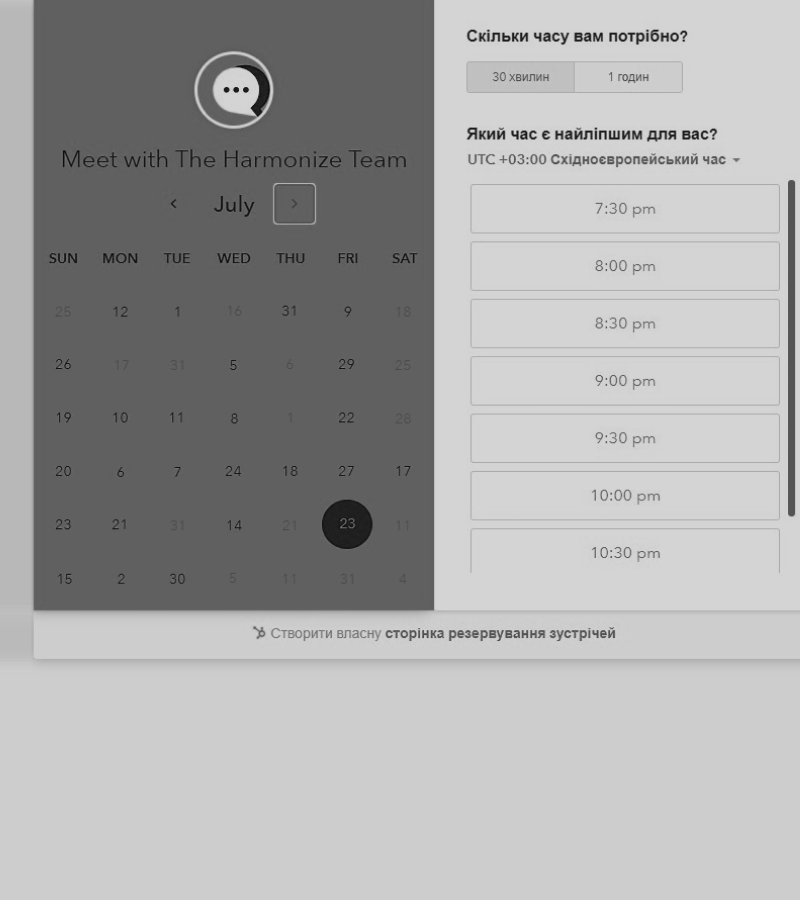 Meet with The Harmonize Team
July
SUN MON TUE WED THU FRI SAT
25 12 1 16 31 9 18
26 17 31 5 6 29 25
19 10 11 8 1 22 28
20 6 7 24 18 27 17
23 21 31 14 21 23 11
15 2 30 5 11 31 4
Скільки часу вам потрібно?
30 хвилин 1 годин
Який час є найліпшим для вас?
UTC +03:00 Східноєвропейський час
7:30 pm
8:00 pm
8:30 pm
9:00 pm
9:30 pm
10:00 pm
10:30 pm
Створити власну сторінка резервування зустрічей